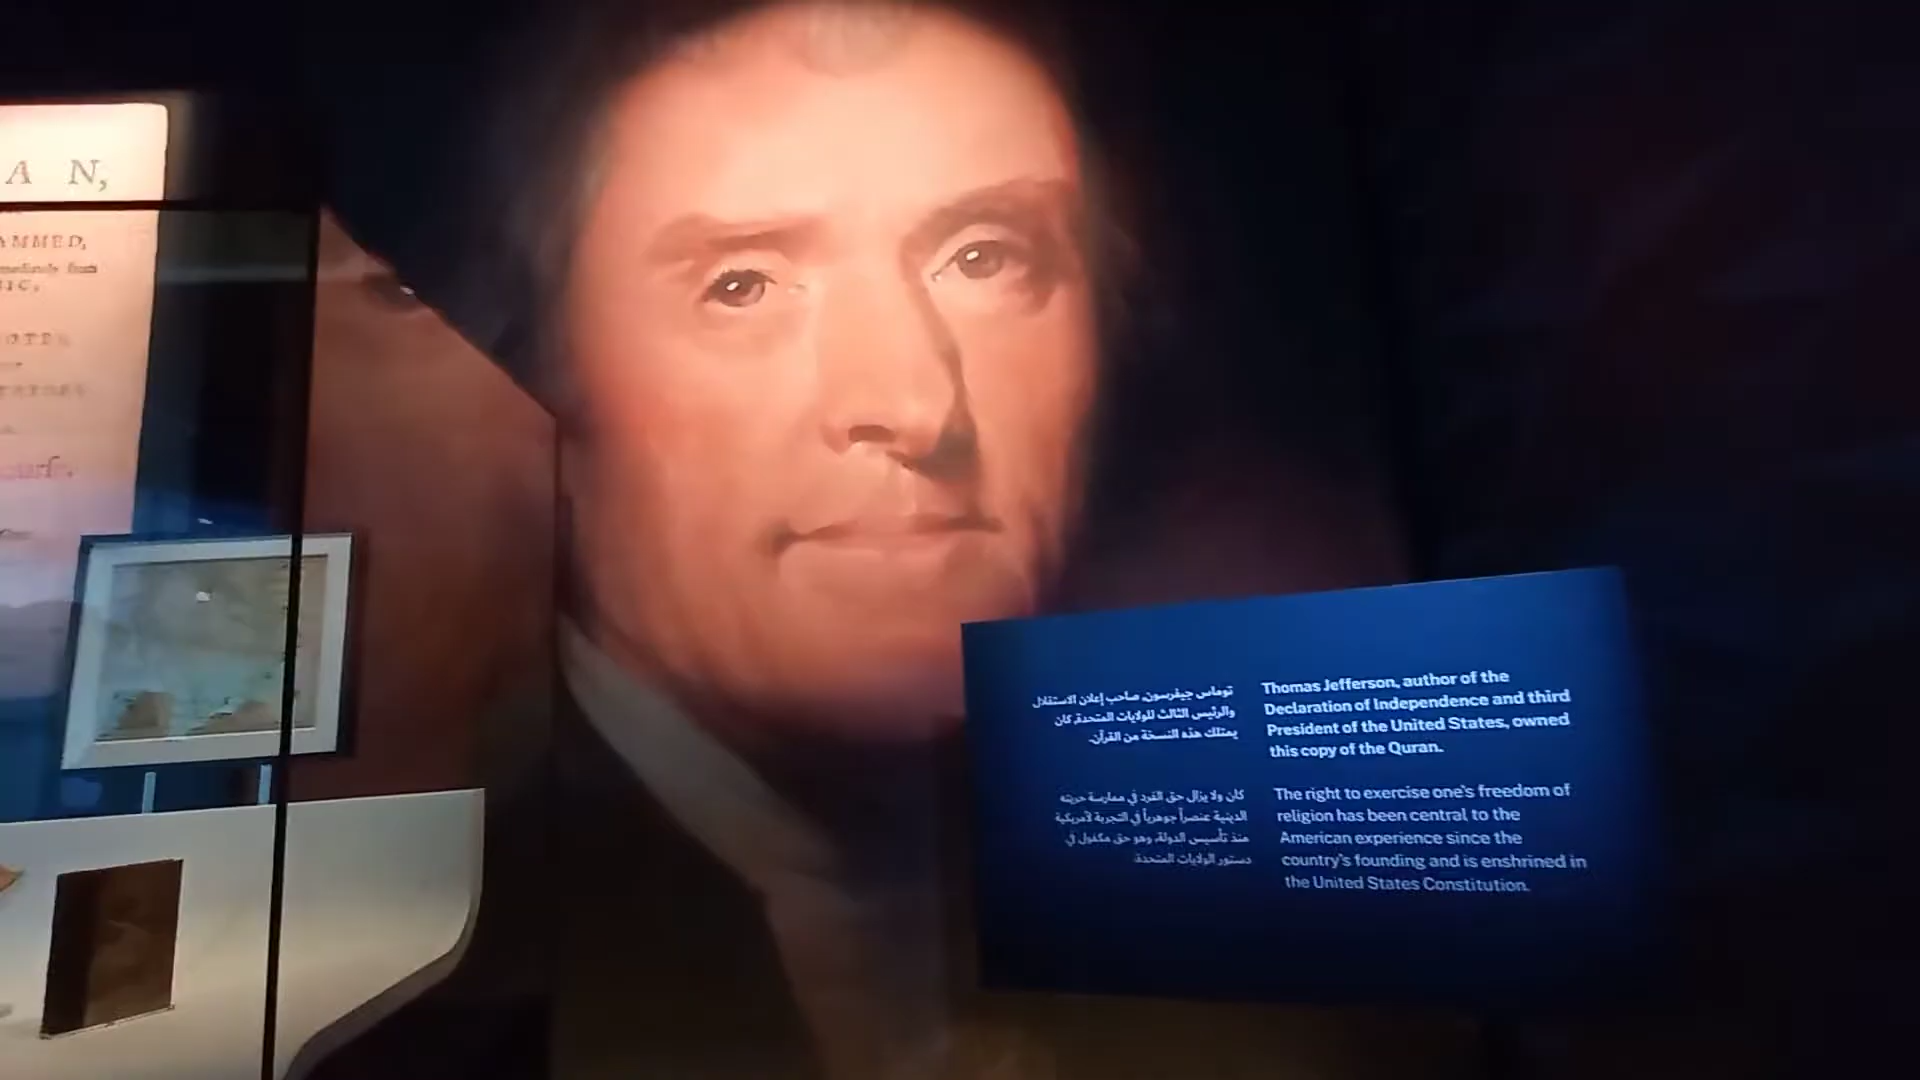 A N,
AMMED,
IC,
توماس جيفرسون، صاحب إعلان الاستقلال
والرئيس الثالث للولايات المتحدة، كان
يمتلك هذه النسخة من القرآن.
كان ولا يزال حق الفرد في ممارسة حريته
الدينية عنصراً جوهرياً في التجربة الأمريكية
منذ تأسيس الدولة، وهو حق مكفول في
دستور الولايات المتحدة.
Thomas Jefferson, author of the
Declaration of Independence and third
President of the United States, owned
this copy of the Quran.
The right to exercise one's freedom of
religion has been central to the
American experience since the
country's founding and is enshrined in
the United States Constitution.